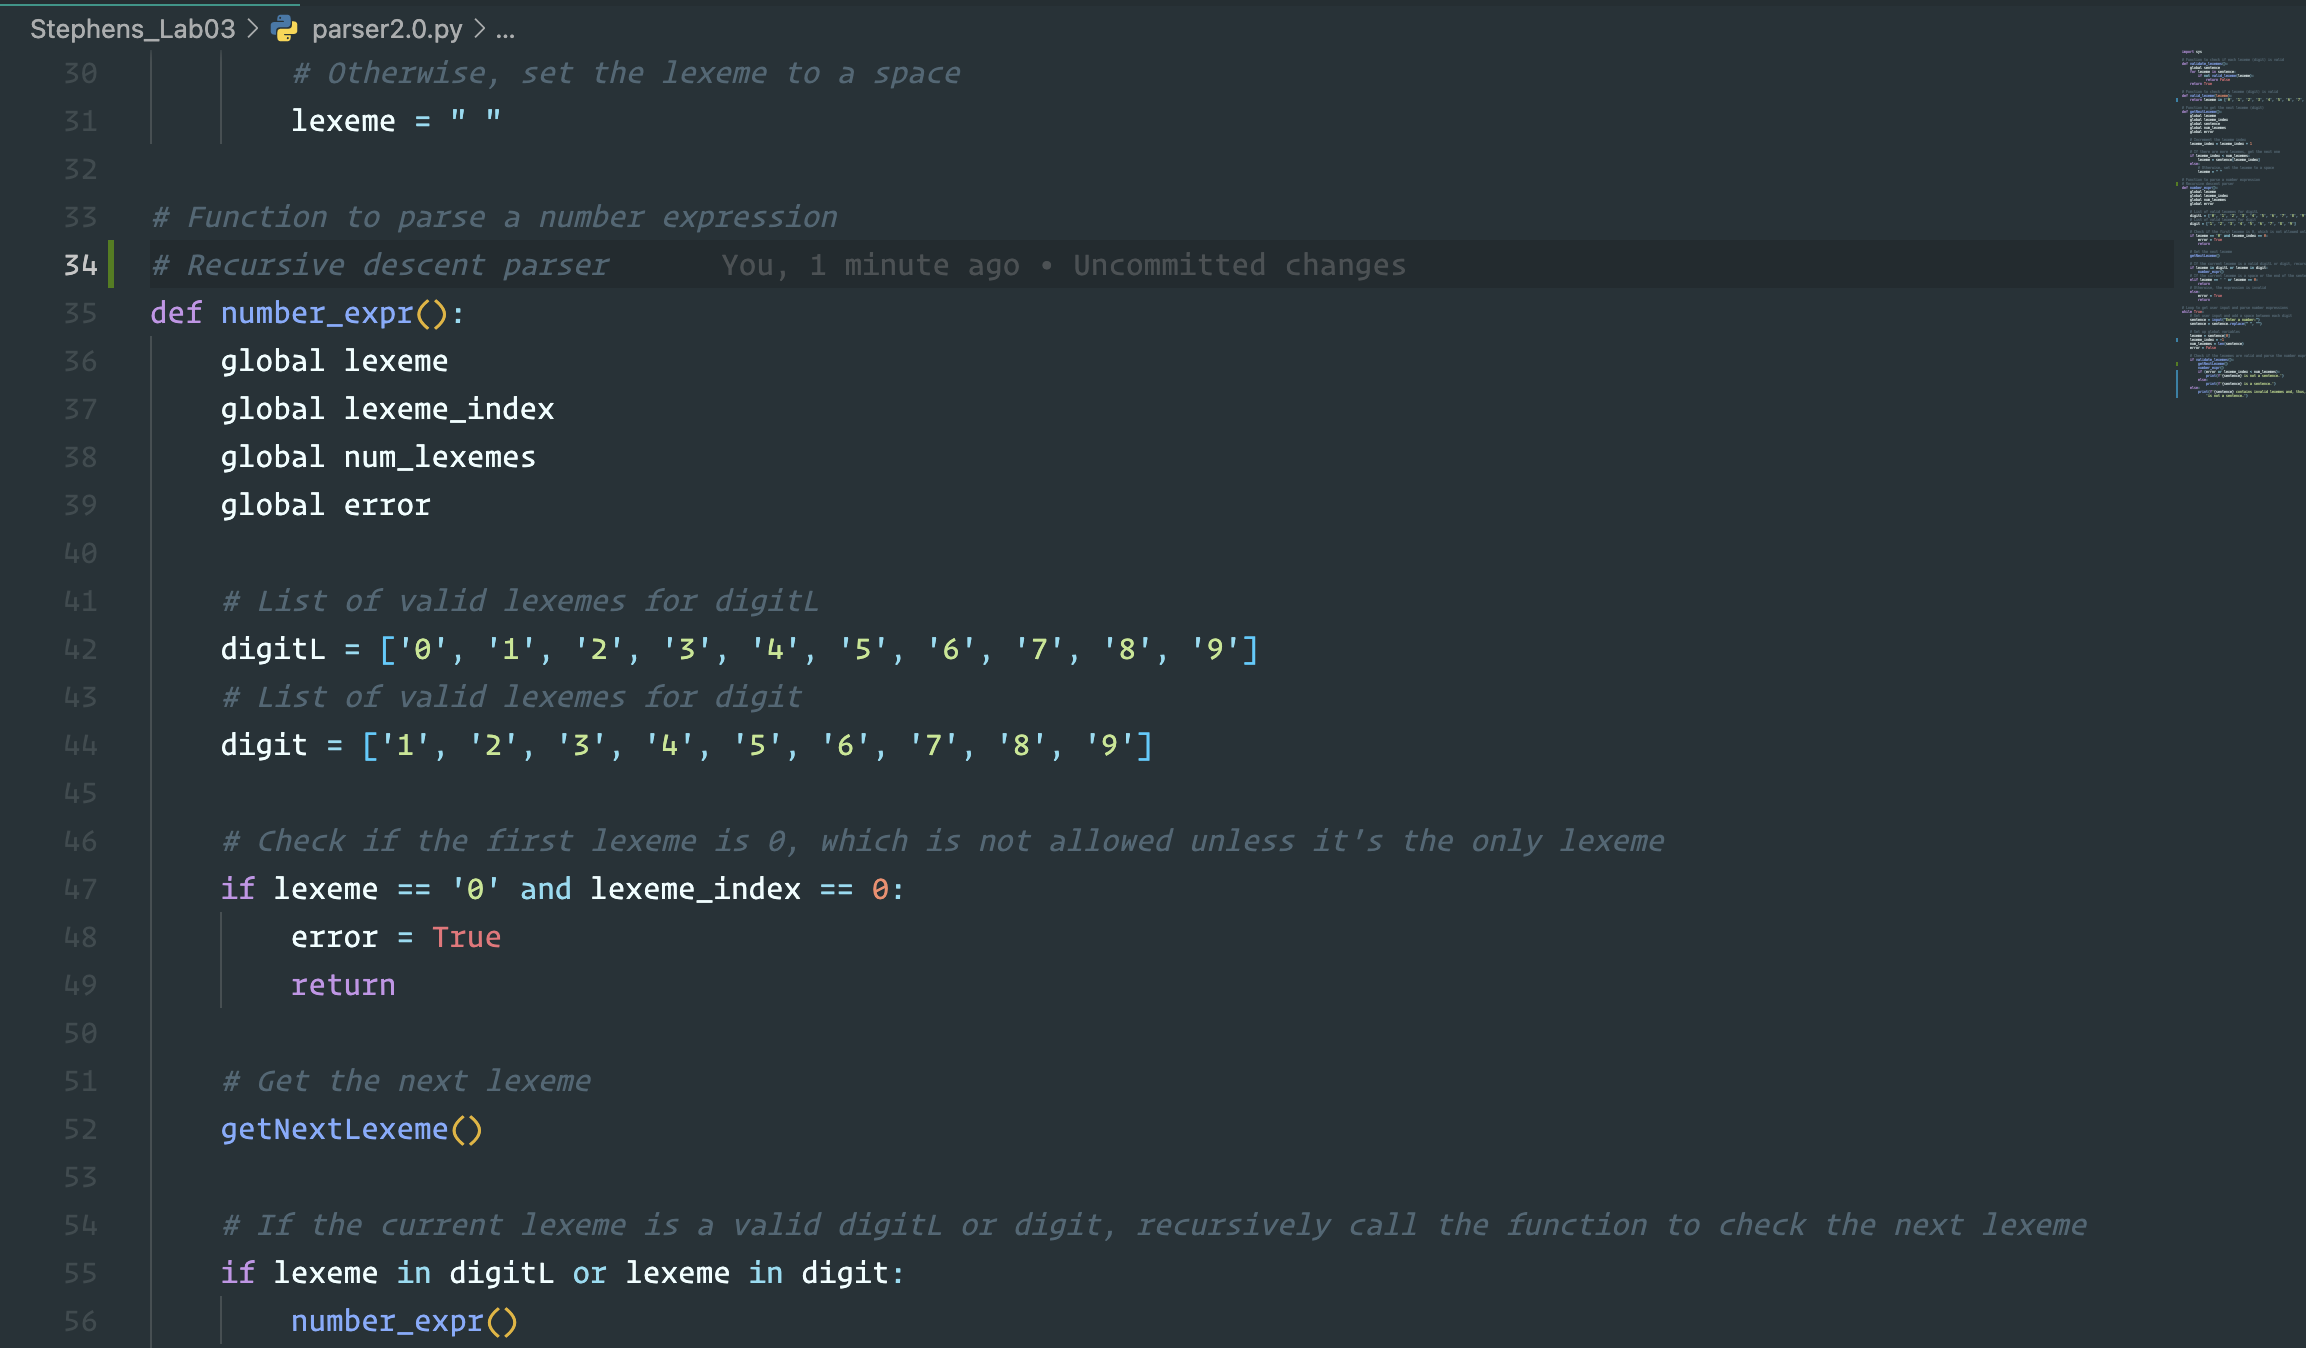 Stephens_Lab03 > parser2.0.py > ...
30 # Otherwise, set the lexeme to a space
31 lexeme = " "
32
33 # Function to parse a number expression
34 # Recursive descent parser You, 1 minute ago • Uncommitted changes
35 def number_expr():
36 global lexeme
37 global lexeme_index
38 global num_lexemes
39 global error
40
41 # List of valid lexemes for digitL
42 digitL = ['0', '1', '2', '3', '4', '5', '6', '7', '8', '9']
43 # List of valid lexemes for digit
44 digit = ['1', '2', '3', '4', '5', '6', '7', '8', '9']
45
46 # Check if the first lexeme is 0, which is not allowed unless it's the only lexeme
47 if lexeme == '0' and lexeme_index == 0:
48 error = True
49 return
50
51 # Get the next lexeme
52 getNextLexeme()
53
54 # If the current lexeme is a valid digitL or digit, recursively call the function to check the next lexeme
55 if lexeme in digitL or lexeme in digit:
56 number_expr()